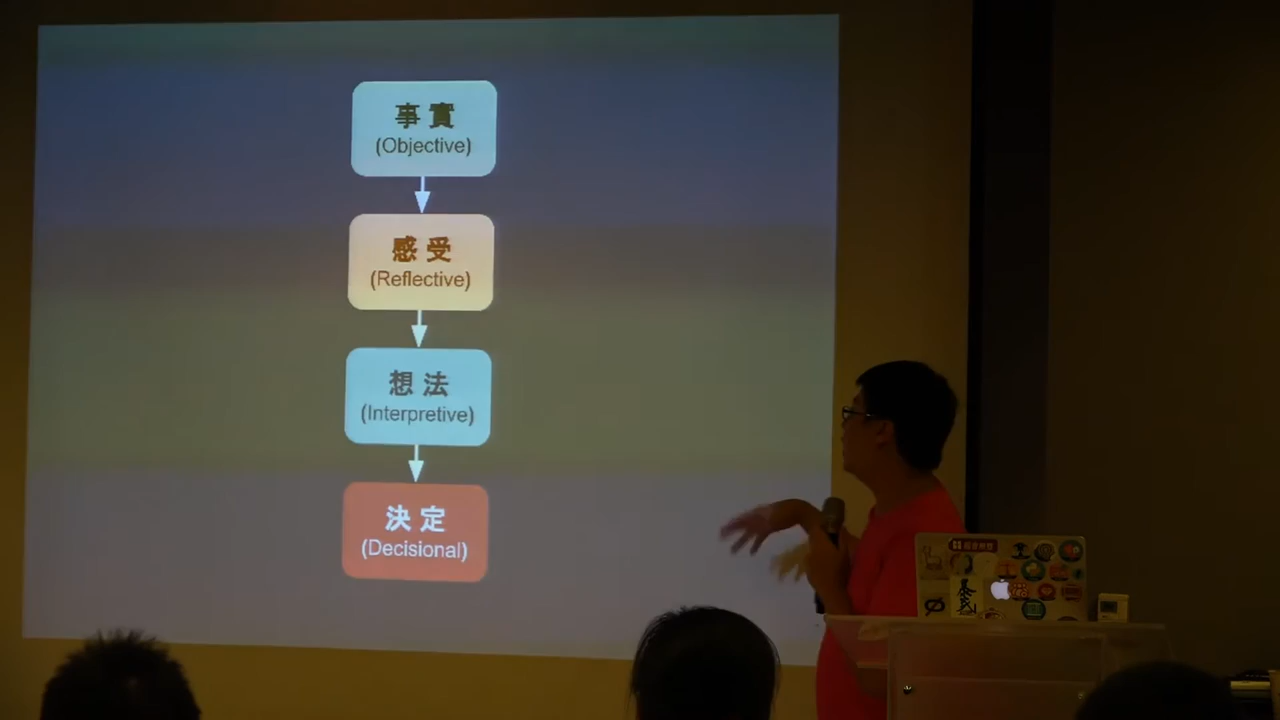 事實
(Objective)
感受
(Reflective)
想法
(Interpretive)
決定
(Decisional)